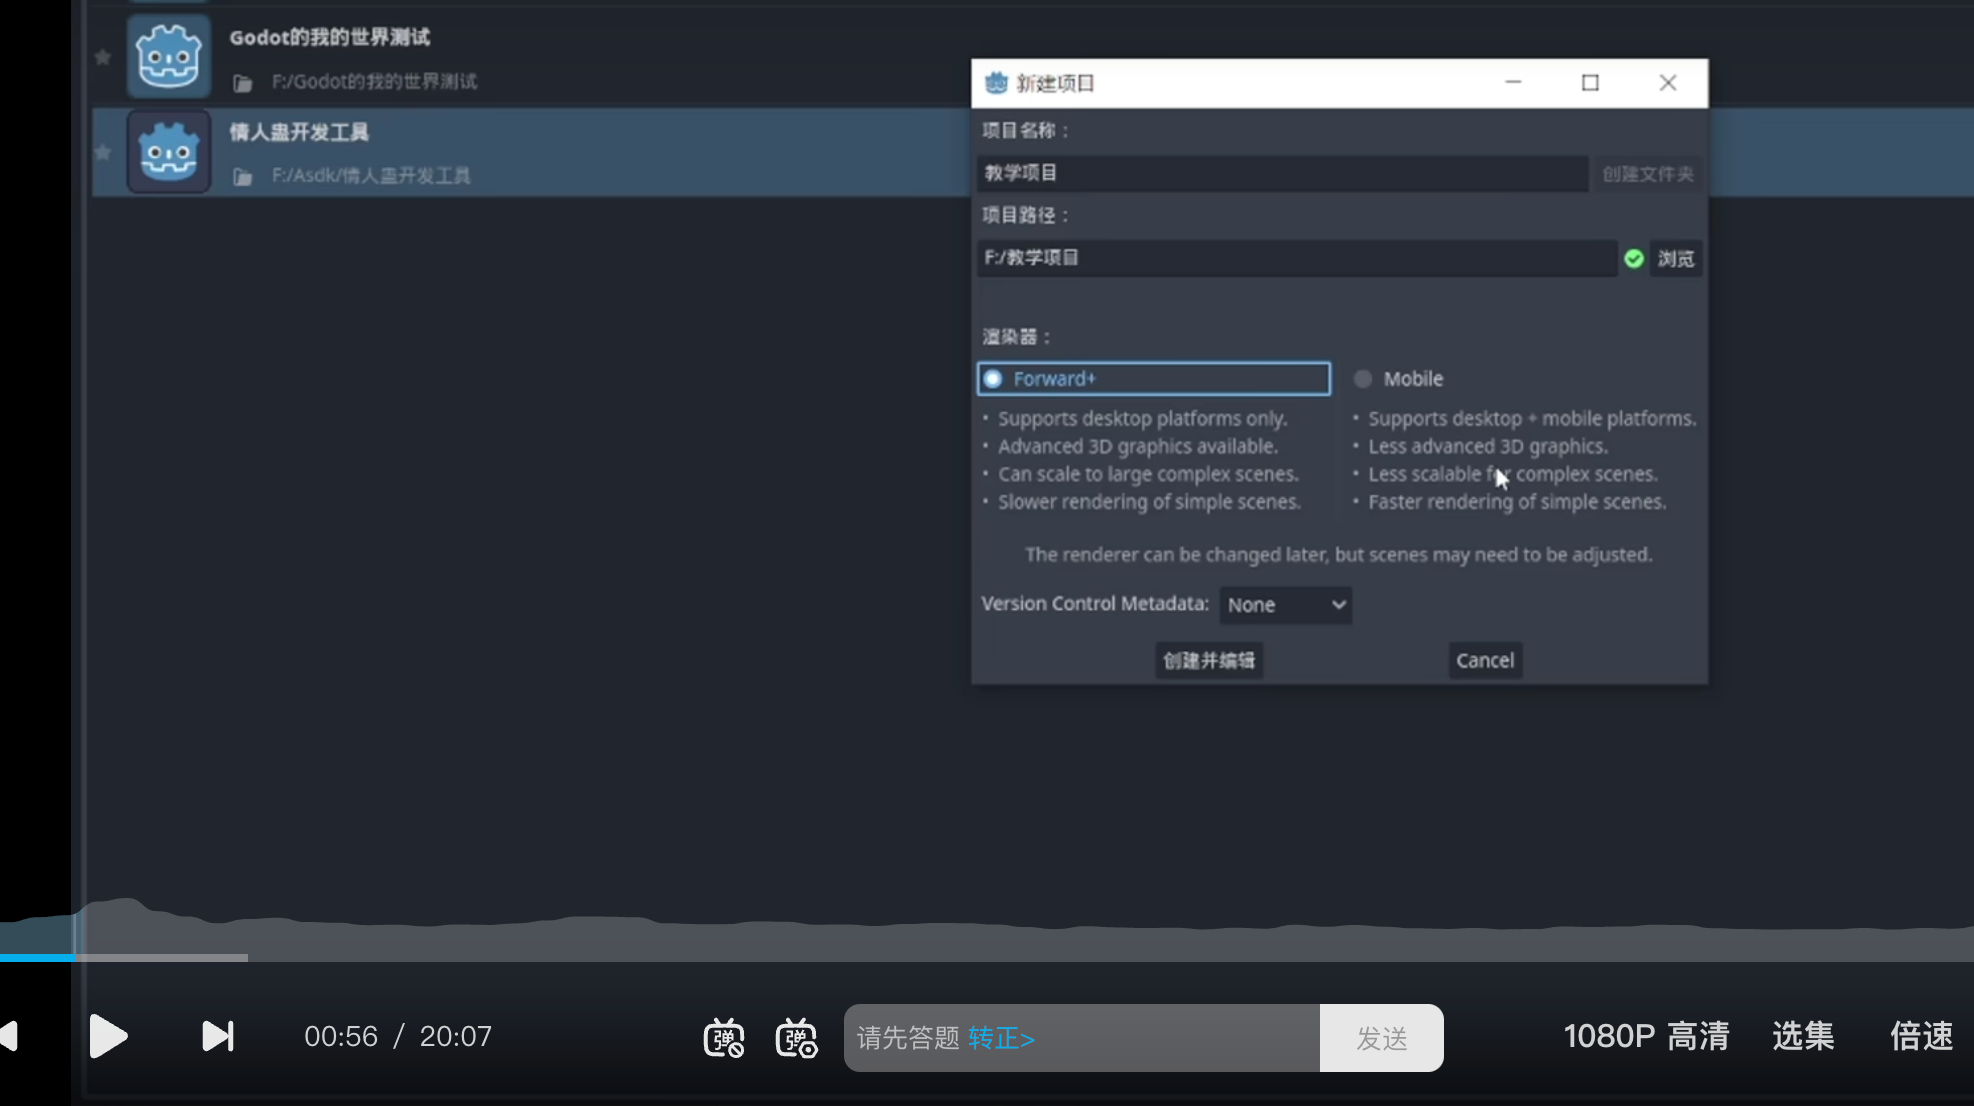 Godot的我的世界测试
F:/Godot的我的世界测试
情人蛊开发工具
F:/Asdk/情人蛊开发工具
新建项目
项目名称：
教学项目
创建文件夹
项目路径：
F:/教学项目
浏览
渲染器：
Forward+
• Supports desktop platforms only.
• Advanced 3D graphics available.
• Can scale to large complex scenes.
• Slower rendering of simple scenes.
Mobile
• Supports desktop + mobile platforms.
• Less advanced 3D graphics.
• Less scalable for complex scenes.
• Faster rendering of simple scenes.
The renderer can be changed later, but scenes may need to be adjusted.
Version Control Metadata: None
创建并编辑
Cancel
00:56 / 20:07
弹
弹
请先答题 转正>
发送
1080P 高清
选集
倍速